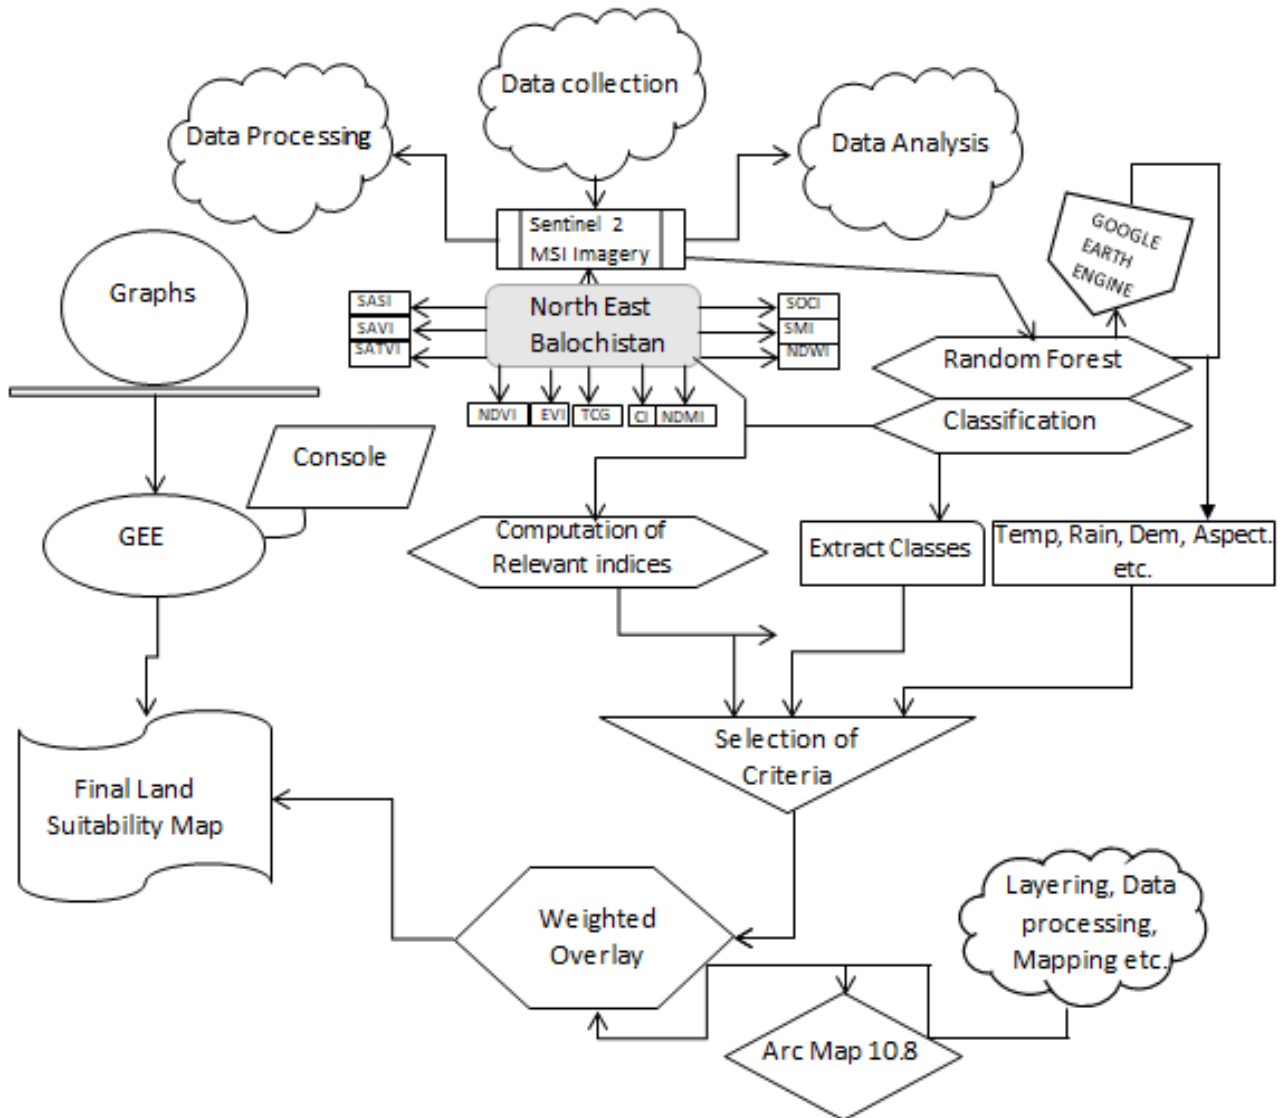 Data collection
Data Processing
Data Analysis
Sentinel 2
MSI Imagery
GOOGLE
EARTH
ENGINE
Graphs
North East
Balochistan
SASI
SAVI
SATVI
SOCI
SMI
NDWI
NDVI
EVI
TCG
CI
NDMI
Random Forest
Classification
Console
GEE
Computation of
Relevant indices
Extract Classes
Temp, Rain, Dem, Aspect.
etc.
Selection of
Criteria
Final Land
Suitability Map
Weighted
Overlay
Layering, Data
processing,
Mapping etc.
Arc Map 10.8